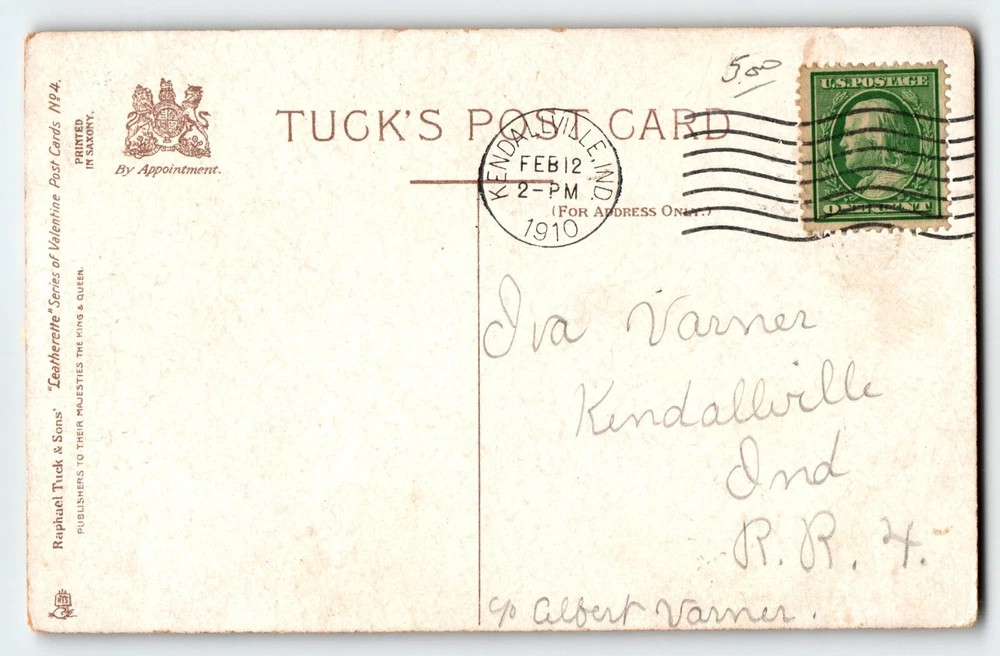 5.00
U.S. POSTAGE
ONE CENT
TUCK'S POST CARD
By Appointment.
PRINTED
IN SAXONY.
KENDALLVILLE, IND.
FEB 12
2-PM
1910
(FOR ADDRESS ONLY.)
Raphael Tuck & Sons' "Leatherette" Series of Valentine Post Cards Nº 4.
PUBLISHERS TO THEIR MAJESTIES THE KING & QUEEN.
Iva Varner
Kendallville
Ind
R. R. 4.
c/o Albert Varner.